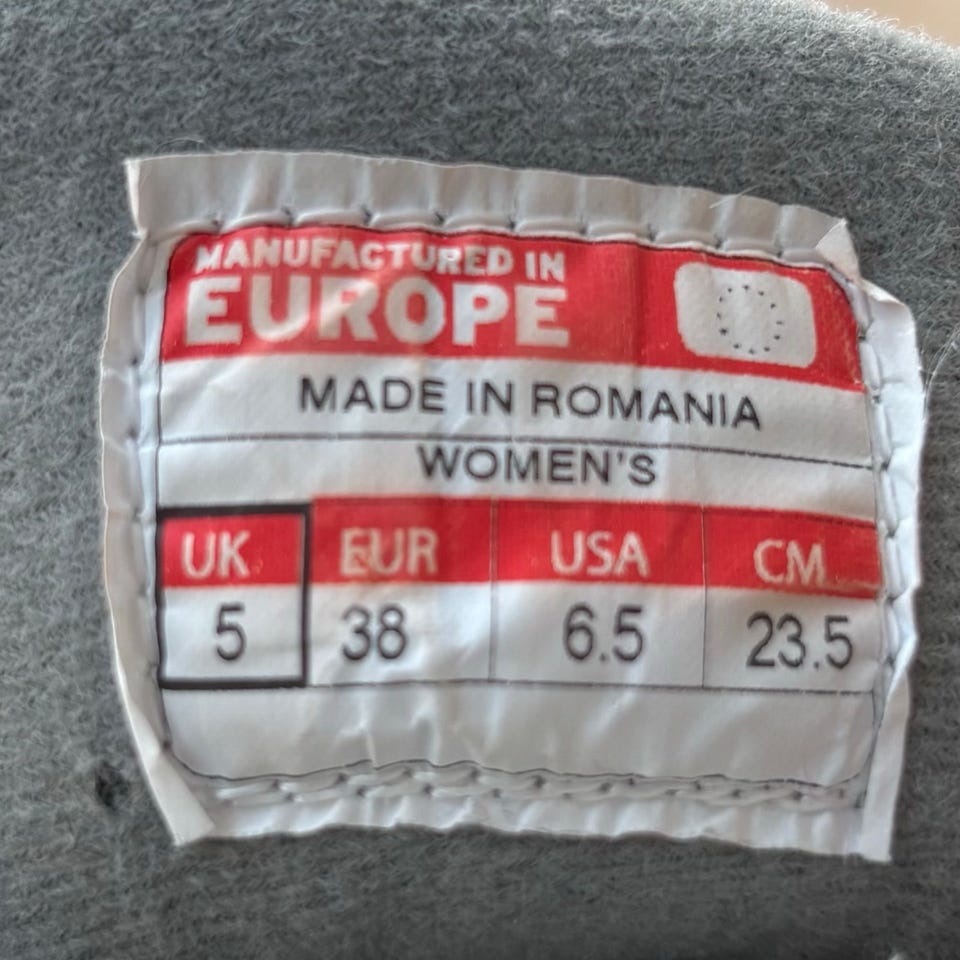 MANUFACTURED IN
EUROPE
MADE IN ROMANIA
WOMEN'S
UK EUR USA CM
5 38 6.5 23.5